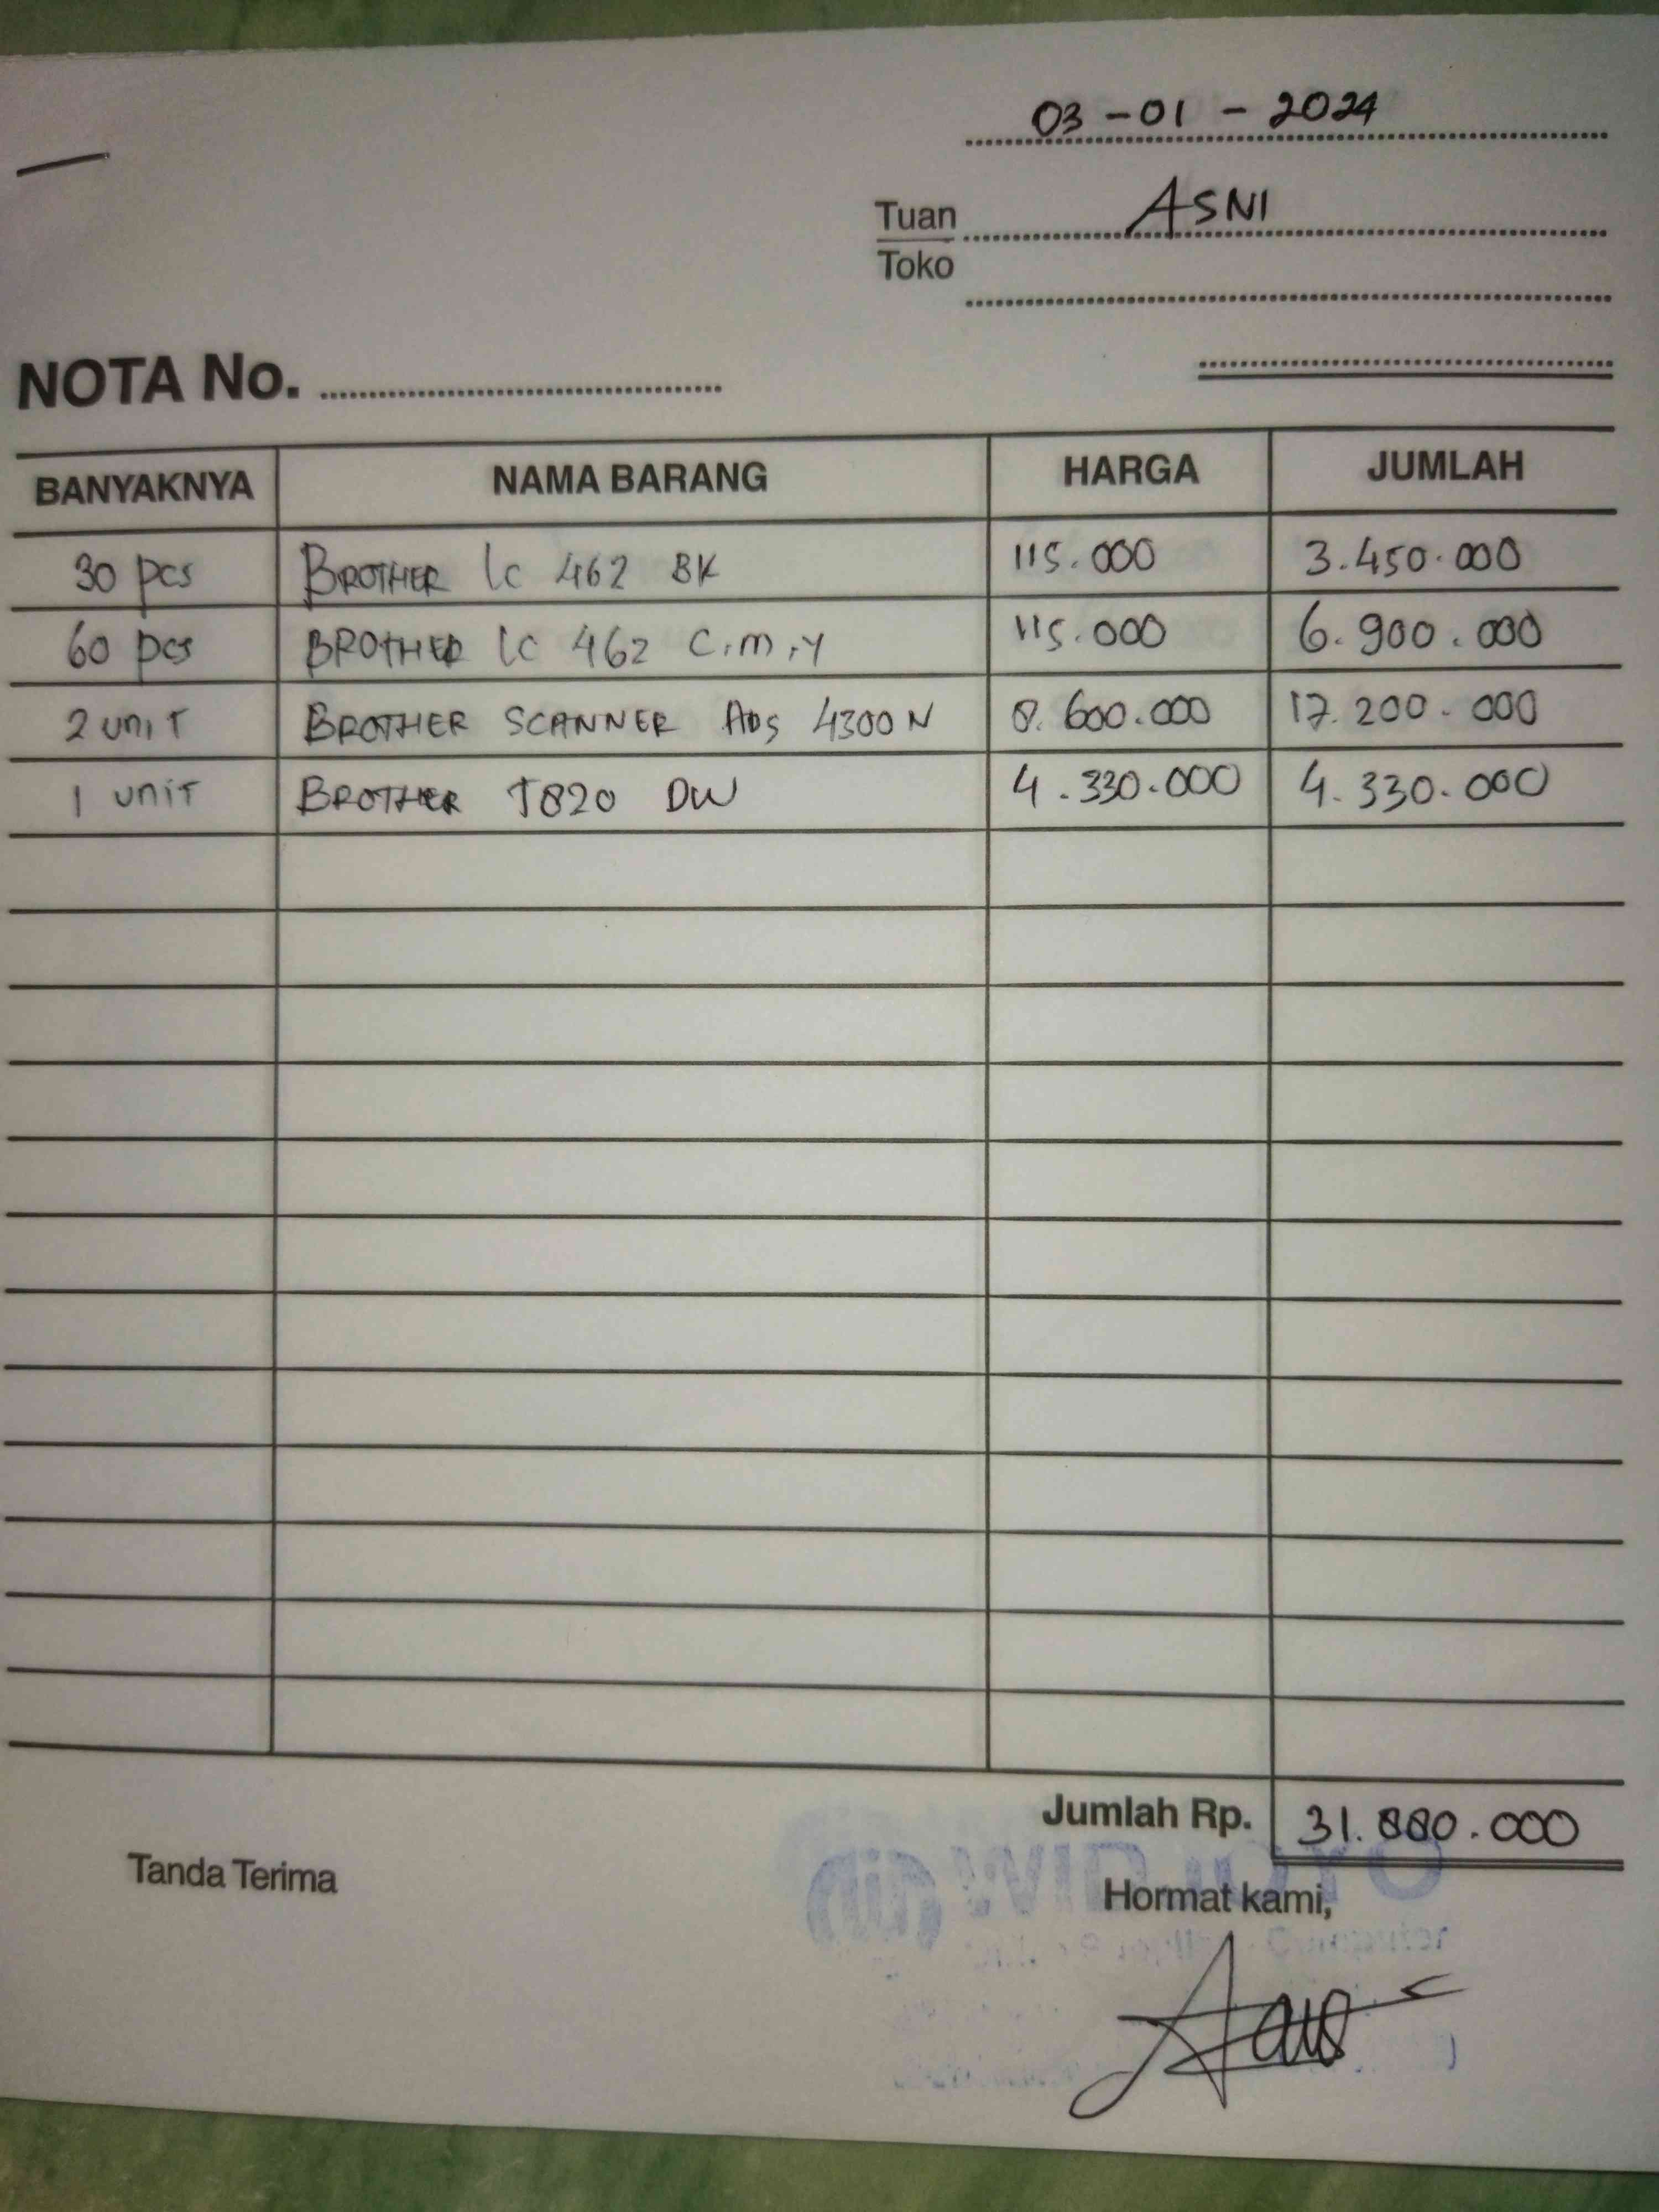 03 - 01 - 2024
Tuan ASNI
Toko
NOTA No.
BANYAKNYA NAMA BARANG HARGA JUMLAH
30 pcs BROTHER lc 462 BK 115.000 3.450.000
60 pcs BROTHER lc 462 C,m,y 115.000 6.900.000
2 unit BROTHER SCANNER ADS 4300 N 8.600.000 17.200.000
1 unit BROTHER T820 DW 4.330.000 4.330.000
Jumlah Rp. 31.880.000
Tanda Terima Hormat kami,